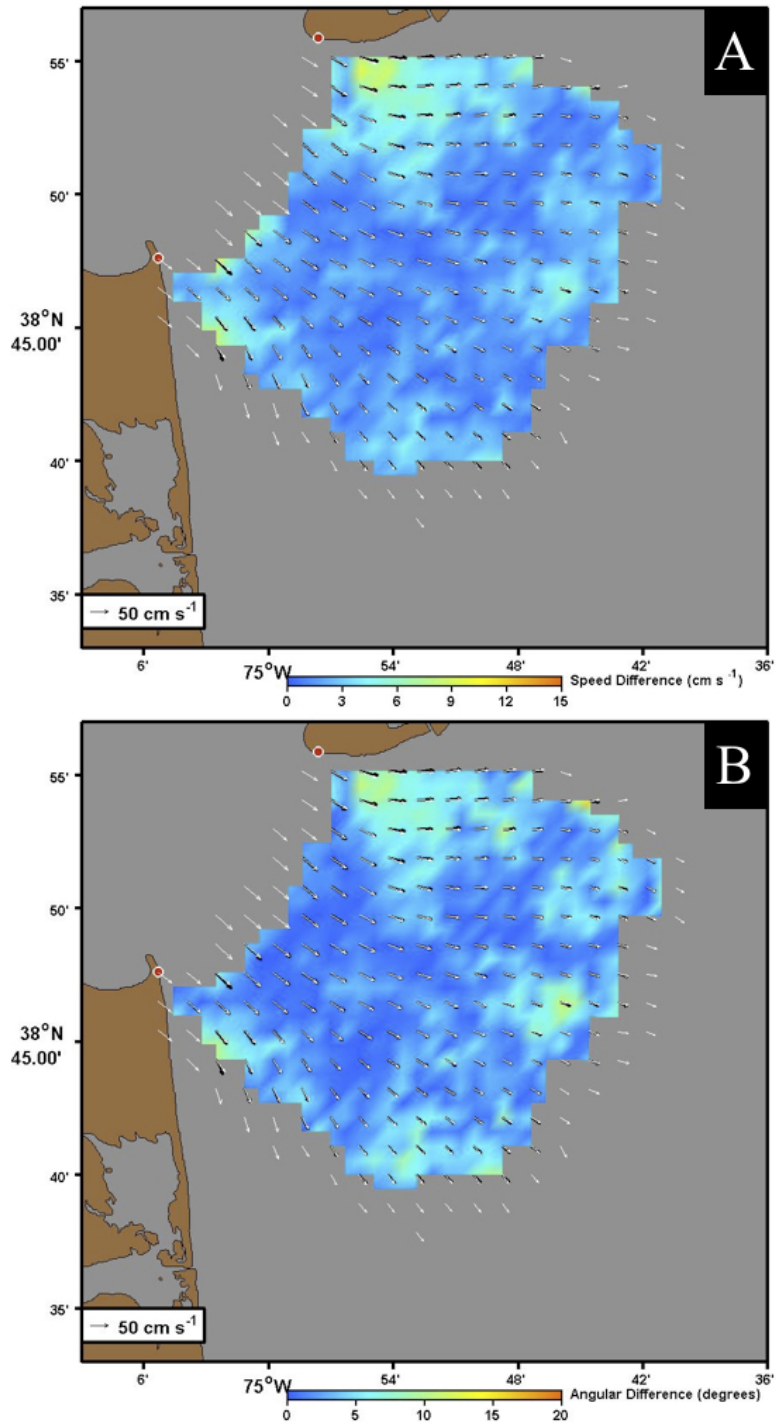 A
55'
50'
38°N
45.00'
40'
35'
50 cm s⁻¹
6' 75°W 54' 48' 42' 36'
Speed Difference (cm s ⁻¹)
0 3 6 9 12 15
B
55'
50'
38°N
45.00'
40'
35'
50 cm s⁻¹
6' 75°W 54' 48' 42' 36'
Angular Difference (degrees)
0 5 10 15 20